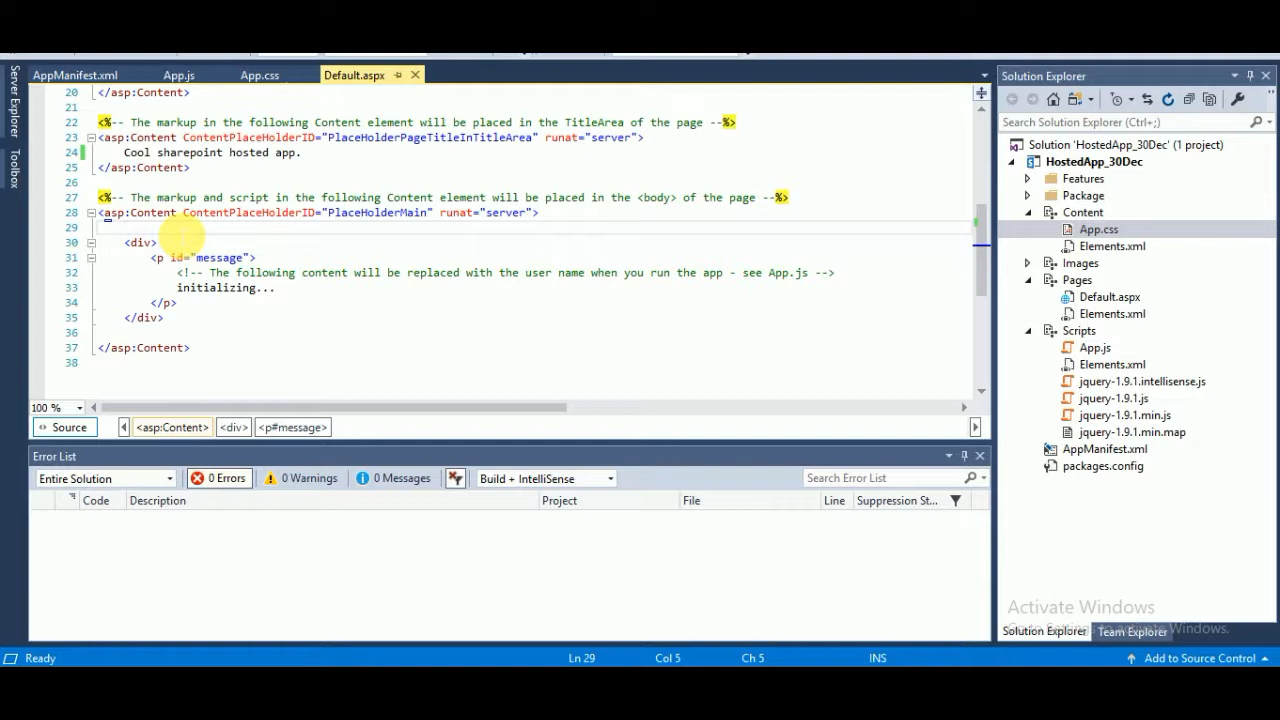 AppManifest.xml App.js App.css Default.aspx
Server Explorer
Toolbox
20 </asp:Content>
21
22 <%-- The markup in the following Content element will be placed in the TitleArea of the page --%>
23 <asp:Content ContentPlaceHolderID="PlaceHolderPageTitleInTitleArea" runat="server">
24 Cool sharepoint hosted app.
25 </asp:Content>
26
27 <%-- The markup and script in the following Content element will be placed in the <body> of the page --%>
28 <asp:Content ContentPlaceHolderID="PlaceHolderMain" runat="server">
29
30 <div>
31 <p id="message">
32 <!-- The following content will be replaced with the user name when you run the app - see App.js -->
33 initializing...
34 </p>
35 </div>
36
37 </asp:Content>
38
100 %
Source <asp:Content> <div> <p#message>
Error List
Entire Solution 0 Errors 0 Warnings 0 Messages Build + IntelliSense Search Error List
Code Description Project File Line Suppression St...
Solution Explorer
Search Solution Explorer (Ctrl+;)
Solution 'HostedApp_30Dec' (1 project)
HostedApp_30Dec
Features
Package
Content
App.css
Elements.xml
Images
Pages
Default.aspx
Elements.xml
Scripts
App.js
Elements.xml
jquery-1.9.1.intellisense.js
jquery-1.9.1.js
jquery-1.9.1.min.js
jquery-1.9.1.min.map
AppManifest.xml
packages.config
Activate Windows
Go to Settings to activate Windows.
Solution Explorer Team Explorer
Ready Ln 29 Col 5 Ch 5 INS Add to Source Control